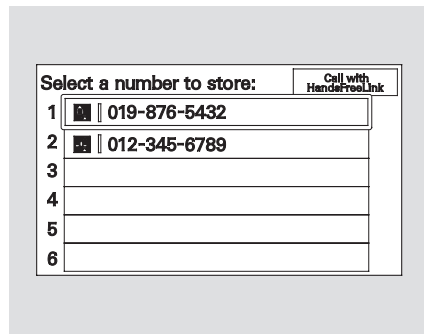 Select a number to store:
Call with
HandsFreeLink
1 019-876-5432
2 012-345-6789
3
4
5
6